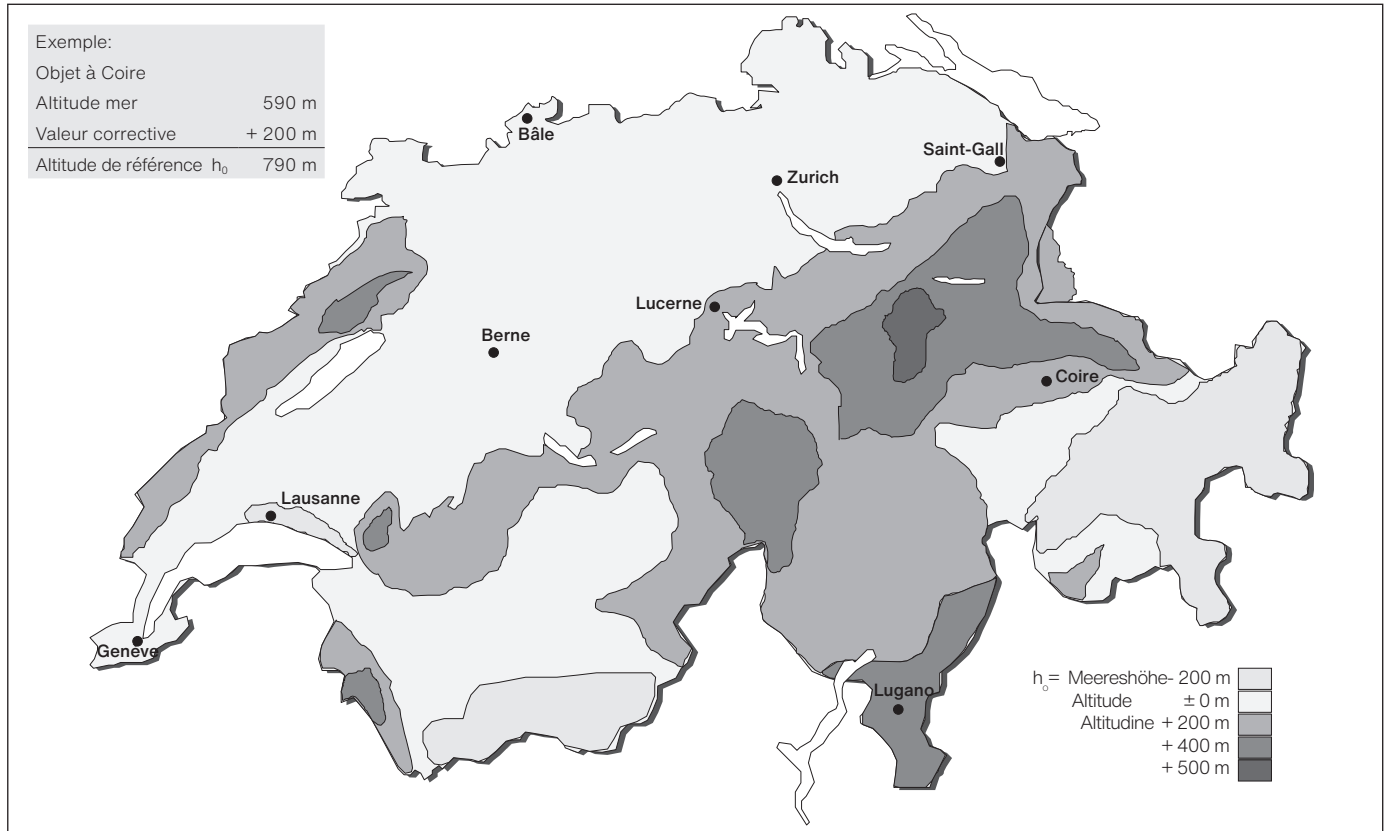 Exemple:
Objet à Coire
Altitude mer 590 m
Valeur corrective + 200 m
Altitude de référence h₀ 790 m
Bâle
Saint-Gall
Zurich
Lucerne
Berne
Coire
Lausanne
Genève
Lugano
h₀= Meereshöhe- 200 m
Altitude ± 0 m
Altitudine + 200 m
+ 400 m
+ 500 m